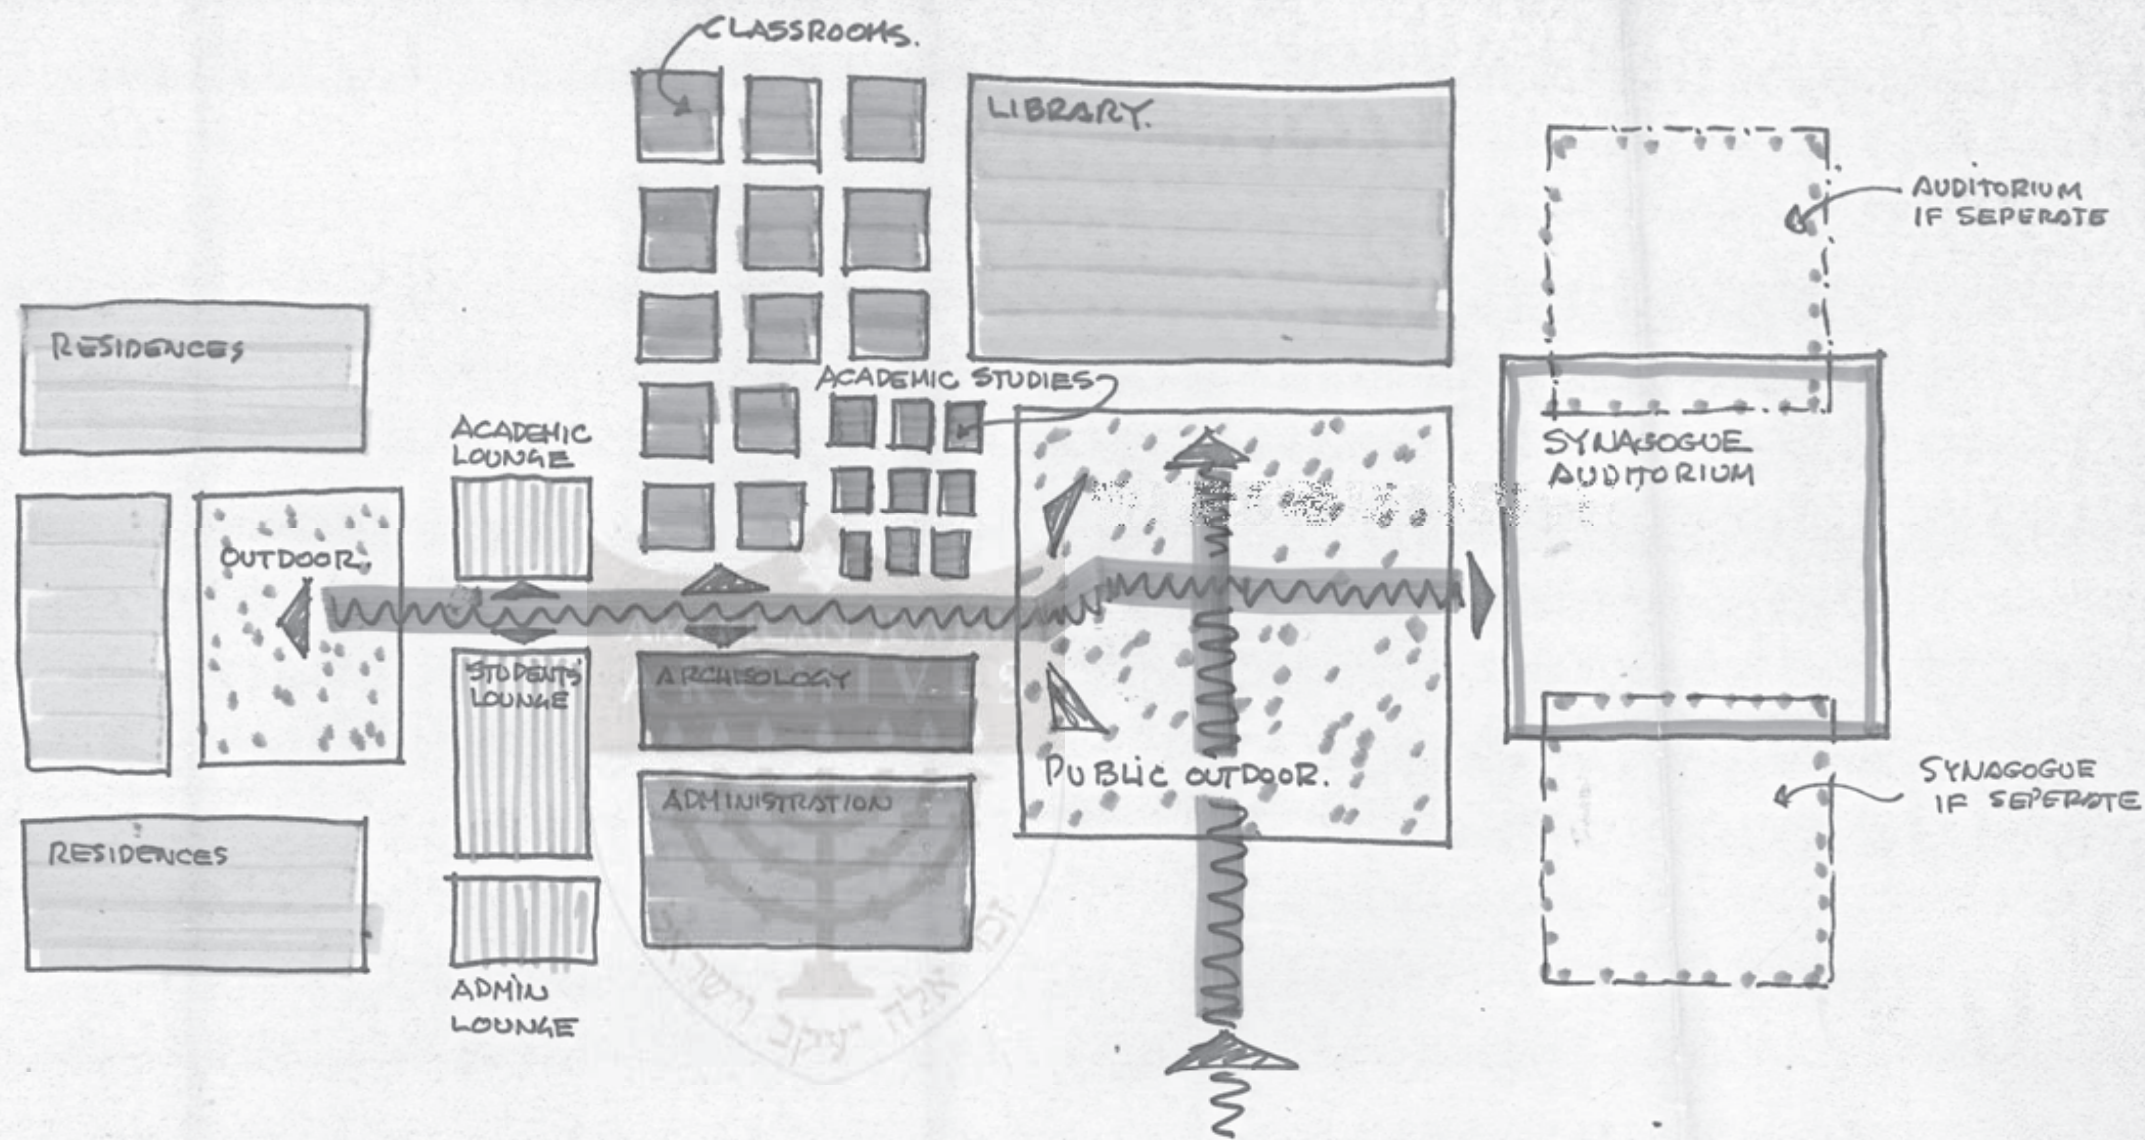 CLASSROOMS.
LIBRARY.
AUDITORIUM
IF SEPERATE
RESIDENCES
ACADEMIC STUDIES
ACADEMIC
LOUNGE
SYNAGOGUE
AUDITORIUM
OUTDOOR.
STUDENTS'
LOUNGE
ARCHEOLOGY
ARCHIVES
PUBLIC OUTDOOR.
ADMINISTRATION
SYNAGOGUE
IF SEPERATE
RESIDENCES
ADMIN
LOUNGE